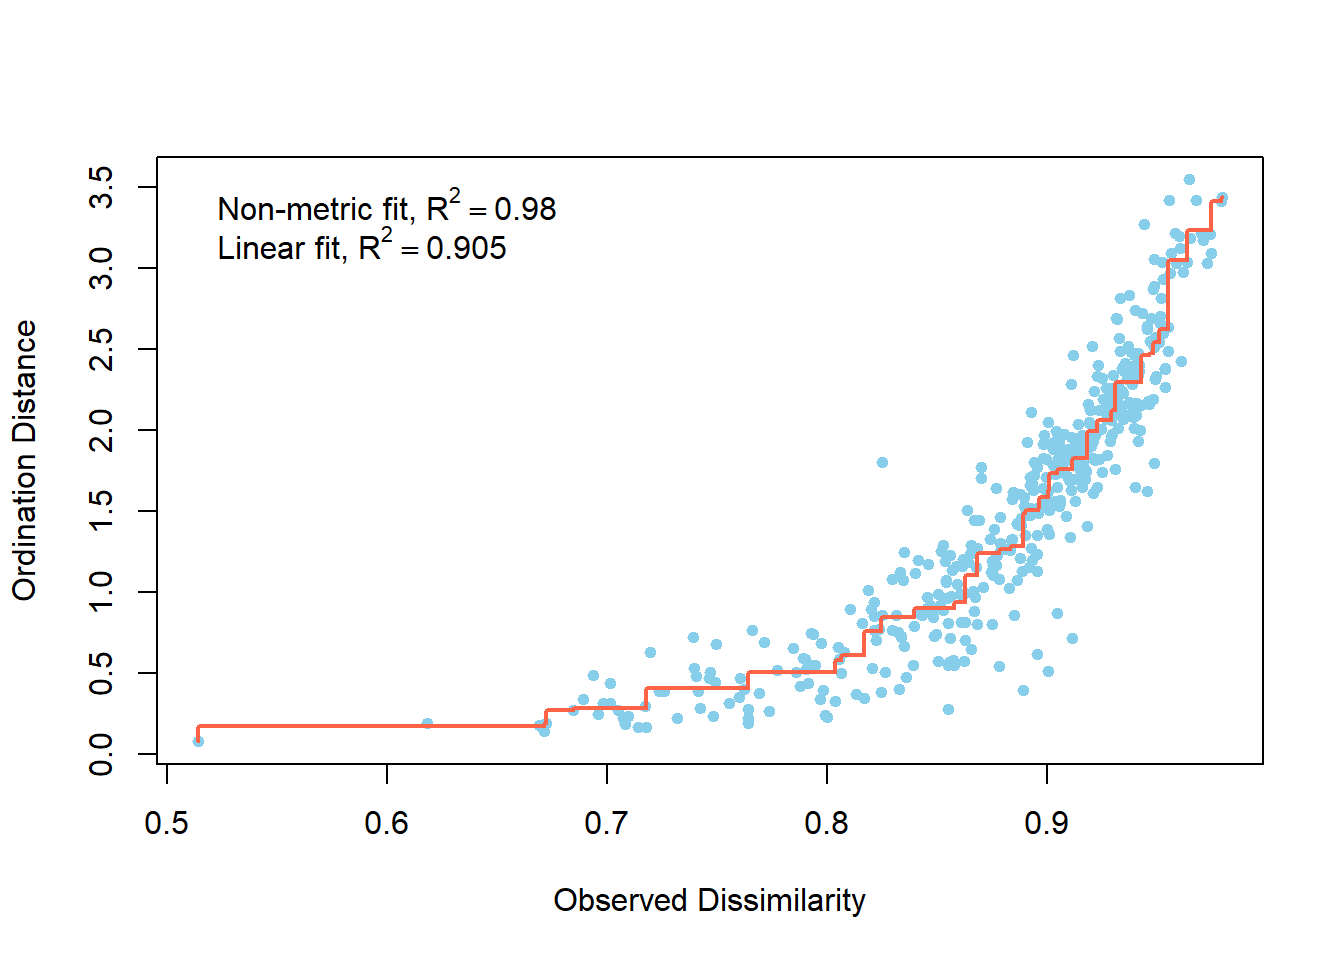 Non-metric fit, R² = 0.98
Linear fit, R² = 0.905
3.5
3.0
2.5
2.0
1.5
1.0
0.5
0.0
Ordination Distance
0.5 0.6 0.7 0.8 0.9
Observed Dissimilarity